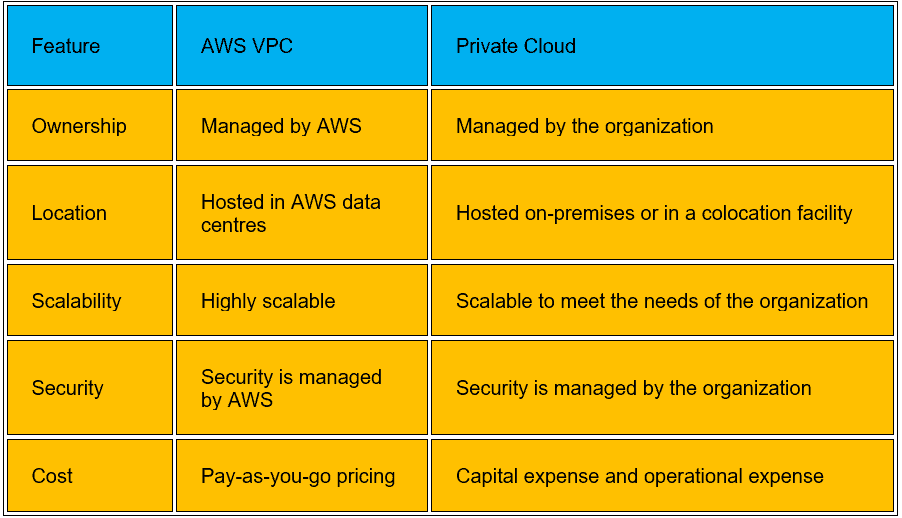 Feature AWS VPC Private Cloud
Ownership Managed by AWS Managed by the organization
Location Hosted in AWS data
centres Hosted on-premises or in a colocation facility
Scalability Highly scalable Scalable to meet the needs of the organization
Security Security is managed
by AWS Security is managed by the organization
Cost Pay-as-you-go pricing Capital expense and operational expense